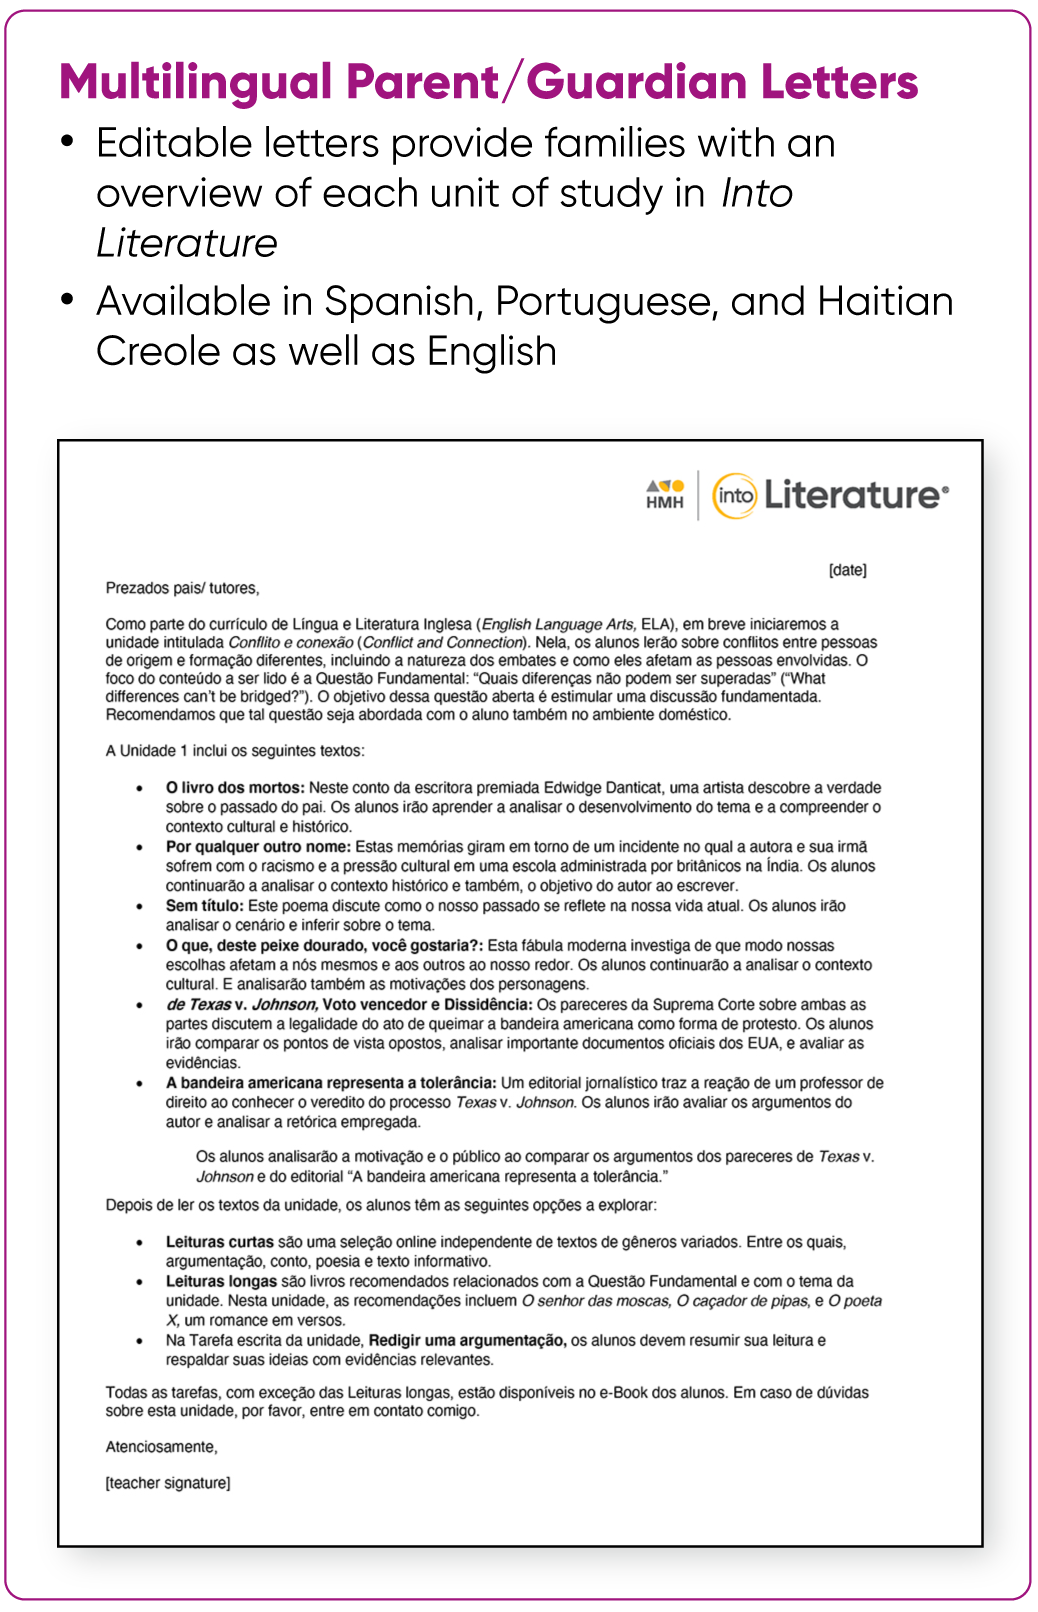 Multilingual Parent/Guardian Letters
• Editable letters provide families with an
overview of each unit of study in Into
Literature
• Available in Spanish, Portuguese, and Haitian
Creole as well as English
HMH | into Literature®
[date]
Prezados pais/ tutores,
Como parte do currículo de Língua e Literatura Inglesa (English Language Arts, ELA), em breve iniciaremos a
unidade intitulada Conflito e conexão (Conflict and Connection). Nela, os alunos lerão sobre conflitos entre pessoas
de origem e formação diferentes, incluindo a natureza dos embates e como eles afetam as pessoas envolvidas. O
foco do conteúdo a ser lido é a Questão Fundamental: “Quais diferenças não podem ser superadas” (“What
differences can’t be bridged?”). O objetivo dessa questão aberta é estimular uma discussão fundamentada.
Recomendamos que tal questão seja abordada com o aluno também no ambiente doméstico.
A Unidade 1 inclui os seguintes textos:
• O livro dos mortos: Neste conto da escritora premiada Edwidge Danticat, uma artista descobre a verdade
sobre o passado do pai. Os alunos irão aprender a analisar o desenvolvimento do tema e a compreender o
contexto cultural e histórico.
• Por qualquer outro nome: Estas memórias giram em torno de um incidente no qual a autora e sua irmã
sofrem com o racismo e a pressão cultural em uma escola administrada por britânicos na Índia. Os alunos
continuarão a analisar o contexto histórico e também, o objetivo do autor ao escrever.
• Sem título: Este poema discute como o nosso passado se reflete na nossa vida atual. Os alunos irão
analisar o cenário e inferir sobre o tema.
• O que, deste peixe dourado, você gostaria?: Esta fábula moderna investiga de que modo nossas
escolhas afetam a nós mesmos e aos outros ao nosso redor. Os alunos continuarão a analisar o contexto
cultural. E analisarão também as motivações dos personagens.
• de Texas v. Johnson, Voto vencedor e Dissidência: Os pareceres da Suprema Corte sobre ambas as
partes discutem a legalidade do ato de queimar a bandeira americana como forma de protesto. Os alunos
irão comparar os pontos de vista opostos, analisar importante documentos oficiais dos EUA, e avaliar as
evidências.
• A bandeira americana representa a tolerância: Um editorial jornalístico traz a reação de um professor de
direito ao conhecer o veredito do processo Texas v. Johnson. Os alunos irão avaliar os argumentos do
autor e analisar a retórica empregada.
Os alunos analisarão a motivação e o público ao comparar os argumentos dos pareceres de Texas v.
Johnson e do editorial “A bandeira americana representa a tolerância.”
Depois de ler os textos da unidade, os alunos têm as seguintes opções a explorar:
• Leituras curtas são uma seleção online independente de textos de gêneros variados. Entre os quais,
argumentação, conto, poesia e texto informativo.
• Leituras longas são livros recomendados relacionados com a Questão Fundamental e com o tema da
unidade. Nesta unidade, as recomendações incluem O senhor das moscas, O caçador de pipas, e O poeta
X, um romance em versos.
• Na Tarefa escrita da unidade, Redigir uma argumentação, os alunos devem resumir sua leitura e
respaldar suas ideias com evidências relevantes.
Todas as tarefas, com exceção das Leituras longas, estão disponíveis no e-Book dos alunos. Em caso de dúvidas
sobre esta unidade, por favor, entre em contato comigo.
Atenciosamente,
[teacher signature]